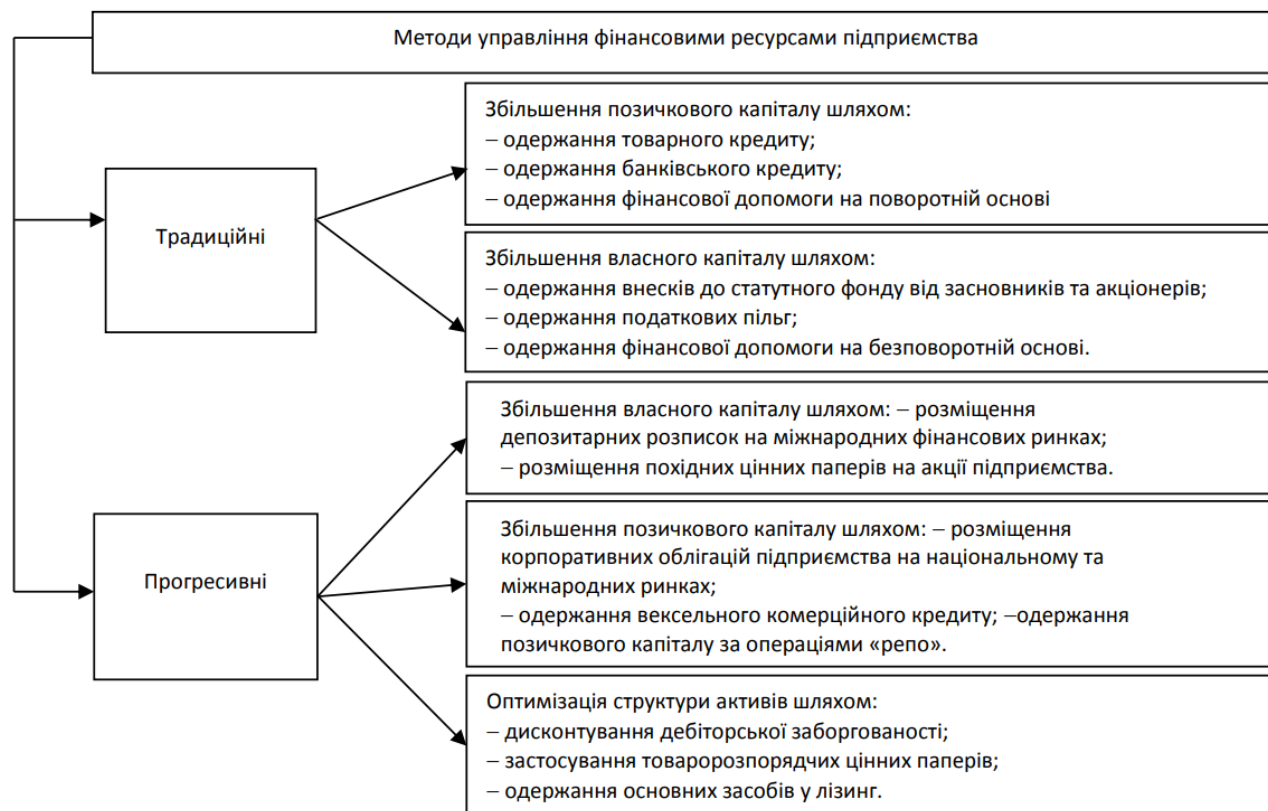 Методи управління фінансовими ресурсами підприємства
Збільшення позичкового капіталу шляхом:
– одержання товарного кредиту;
– одержання банківського кредиту;
– одержання фінансової допомоги на поворотній основі
Традиційні
Збільшення власного капіталу шляхом:
– одержання внесків до статутного фонду від засновників та акціонерів;
– одержання податкових пільг;
– одержання фінансової допомоги на безповоротній основі.
Збільшення власного капіталу шляхом: – розміщення
депозитарних розписок на міжнародних фінансових ринках;
– розміщення похідних цінних паперів на акції підприємства.
Прогресивні
Збільшення позичкового капіталу шляхом: – розміщення
корпоративних облігацій підприємства на національному та
міжнародних ринках;
– одержання вексельного комерційного кредиту; –одержання
позичкового капіталу за операціями «репо».
Оптимізація структури активів шляхом:
– дисконтування дебіторської заборгованості;
– застосування товаророзпорядчих цінних паперів;
– одержання основних засобів у лізинг.